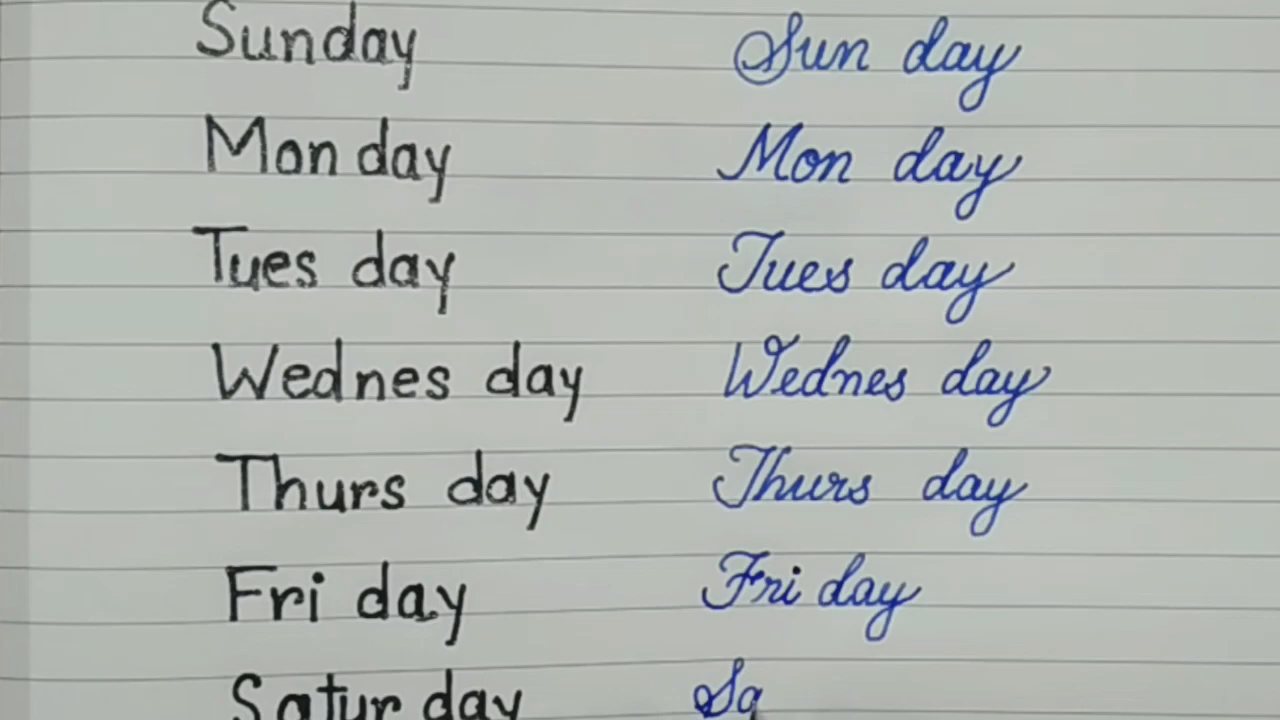 Sunday Sun day
Mon day Mon day
Tues day Tues day
Wednes day Wednes day
Thurs day Thurs day
Fri day Fri day
Satur day Sa